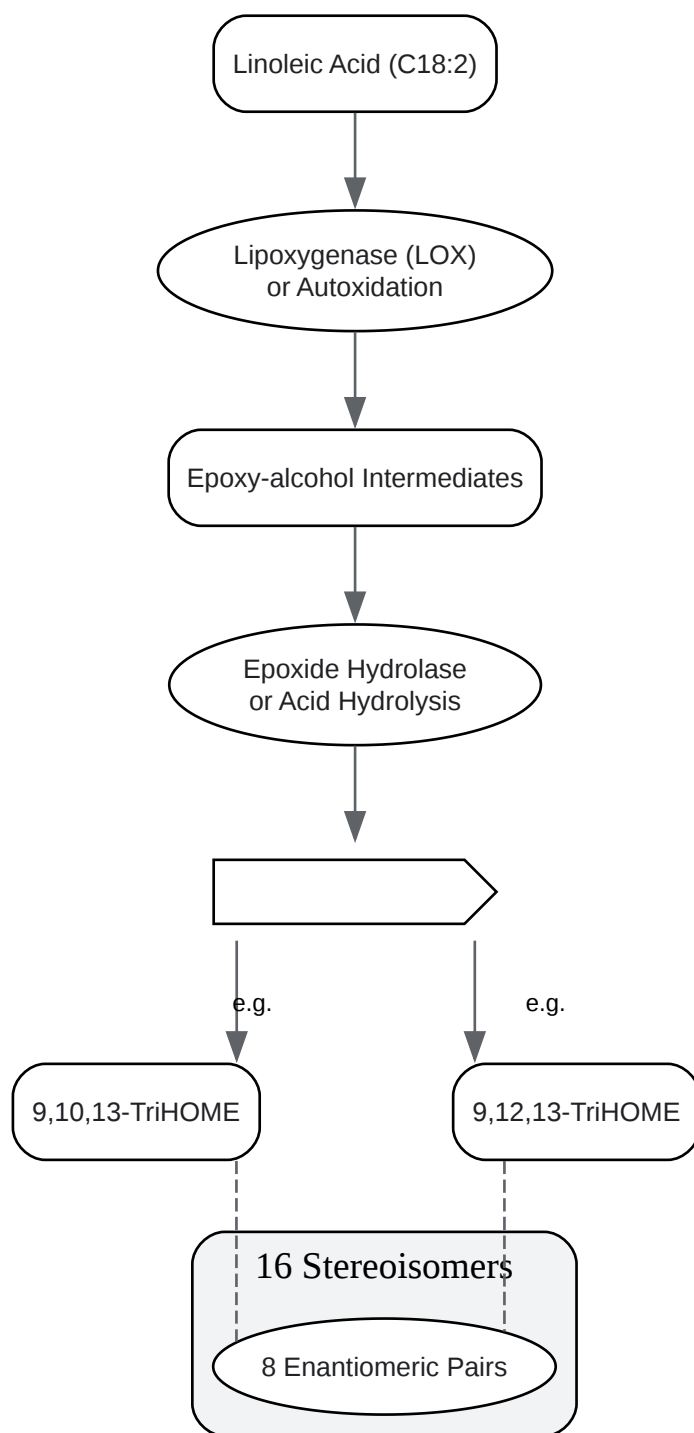 Linoleic Acid (C18:2)
Lipoxygenase (LOX)
or Autoxidation
Epoxy-alcohol Intermediates
Epoxide Hydrolase
or Acid Hydrolysis
e.g.
e.g.
9,10,13-TriHOME
9,12,13-TriHOME
16 Stereoisomers
8 Enantiomeric Pairs